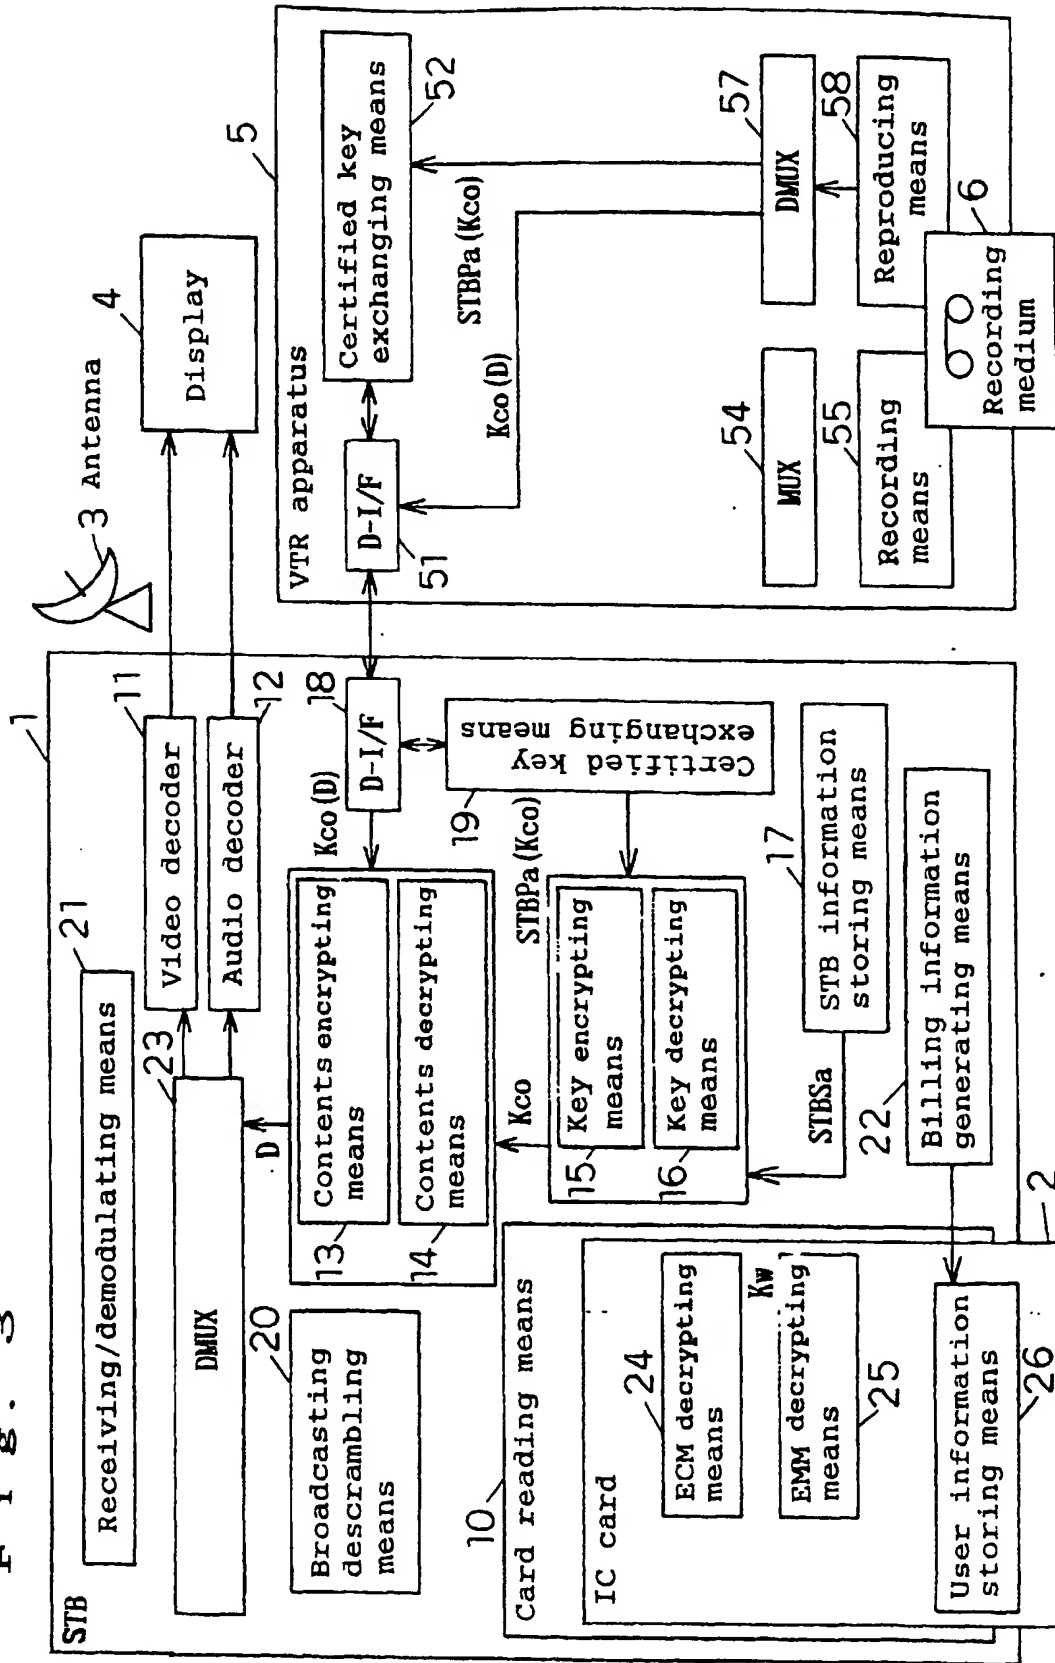 Fig. 3
1
STB
21
Receiving/demodulating means
DMUX
23
11
Video decoder
12
Audio decoder
3 Antenna
4
Display
20
Broadcasting
descrambling
means
D
13
Contents encrypting
means
14
Contents decrypting
means
Kco(D)
18
D-I/F
19
Certified key
exchanging means
STBPa(Kco)
Kco
15
Key encrypting
means
16
Key decrypting
means
STBSa
17
STB information
storing means
22
Billing information
generating means
10
Card reading means
2
IC card
24
ECM decrypting
means
Kw
EMM decrypting
means
25
User information
storing means
26
5
VTR apparatus
D-I/F
51
Certified key
exchanging means
52
Kco(D)
STBPa(Kco)
54
MUX
55
Recording
means
57
DMUX
58
Reproducing
means
6
Recording
medium